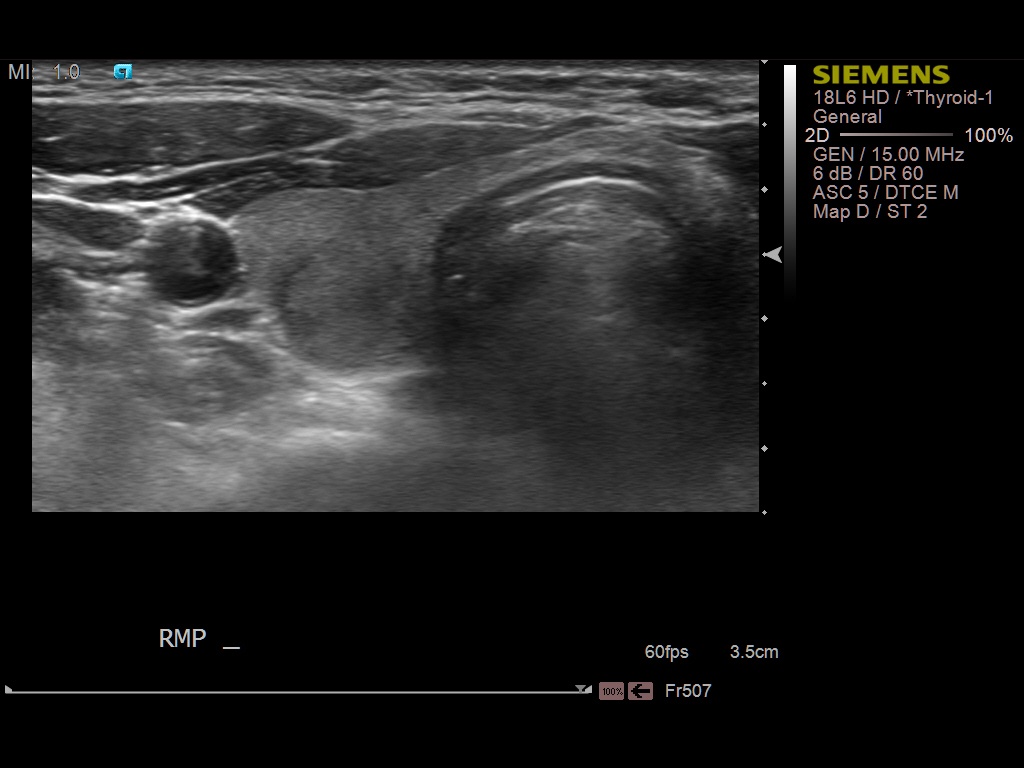 MI: 1.0
SIEMENS
18L6 HD / *Thyroid-1
General
2D 100%
GEN / 15.00 MHz
6 dB / DR 60
ASC 5 / DTCE M
Map D / ST 2
RMP _
60fps 3.5cm
100% Fr507